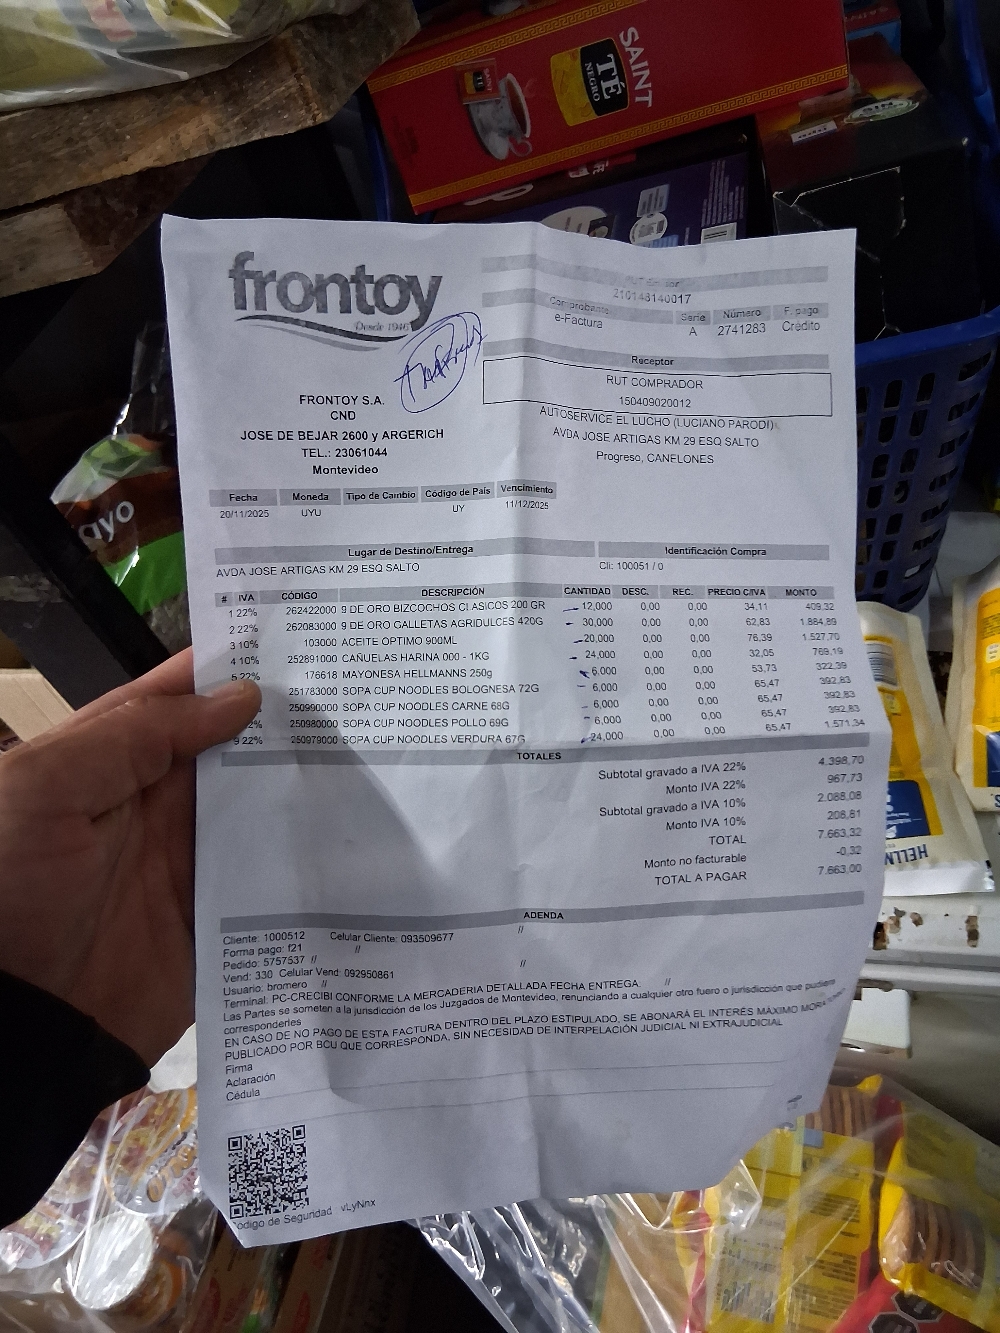 SAINT
TÉ
NEGRO
ayo
frontoy
Desde 1946
210148140017
Comprobante Serie Número F. pago
e-Factura A 2741283 Crédito
Receptor
RUT COMPRADOR
150409020012
AUTOSERVICE EL LUCHO (LUCIANO PARODI)
AVDA JOSE ARTIGAS KM 29 ESQ SALTO
Progreso, CANELONES
FRONTOY S.A.
CND
JOSE DE BEJAR 2600 y ARGERICH
TEL.: 23061044
Montevideo
Fecha Moneda Tipo de Cambio Código de País Vencimiento
20/11/2025 UYU UY 11/12/2025
Lugar de Destino/Entrega Identificación Compra
AVDA JOSE ARTIGAS KM 29 ESQ SALTO Cli: 100051 / 0
# IVA CÓDIGO DESCRIPCIÓN CANTIDAD DESC. REC. PRECIO C/IVA MONTO
1 22% 262422000 9 DE ORO BIZCOCHOS CLASICOS 200 GR 12,000 0,00 0,00 34,11 409,32
2 22% 262083000 9 DE ORO GALLETAS AGRIDULCES 420G 30,000 0,00 0,00 62,83 1.884,89
3 10% 103000 ACEITE ÓPTIMO 900ML 20,000 0,00 0,00 76,39 1.527,70
4 10% 252891000 CAÑUELAS HARINA 000 - 1KG 24,000 0,00 0,00 32,05 769,19
5 22% 176618 MAYONESA HELLMANNS 250g 6,000 0,00 0,00 53,73 322,39
251783000 SOPA CUP NOODLES BOLOGNESA 72G 6,000 0,00 0,00 65,47 392,83
250990000 SOPA CUP NOODLES CARNE 68G 6,000 0,00 0,00 65,47 392,83
2% 250980000 SOPA CUP NOODLES POLLO 69G 6,000 0,00 0,00 65,47 392,83
9 22% 250979000 SOPA CUP NOODLES VERDURA 67G 24,000 0,00 0,00 65,47 1.571,34
TOTALES
Subtotal gravado a IVA 22% 4.398,70
Monto IVA 22% 967,73
Subtotal gravado a IVA 10% 2.088,08
Monto IVA 10% 208,81
TOTAL 7.663,32
Monto no facturable -0,32
TOTAL A PAGAR 7.663,00
HELLM
ADENDA
Cliente: 1000512 Celular Cliente: 093509677 //
Forma pago: f21 //
Pedido: 5757537 //
Vend: 330 Celular Vend: 092950861 //
Usuario: bromero //
Terminal: PC-CRECIBI CONFORME LA MERCADERIA DETALLADA FECHA ENTREGA. //
Las Partes se someten a la jurisdicción de los Juzgados de Montevideo, renunciando a cualquier otro fuero o jurisdicción que pudiera
corresponderles
EN CASO DE NO PAGO DE ESTA FACTURA DENTRO DEL PLAZO ESTIPULADO, SE ABONARÁ EL INTERÉS MÁXIMO
PUBLICADO POR BCU QUE CORRESPONDA, SIN NECESIDAD DE INTERPELACIÓN JUDICIAL NI EXTRAJUDICIAL
Firma
Aclaración
Cédula
Código de Seguridad vLyNnx